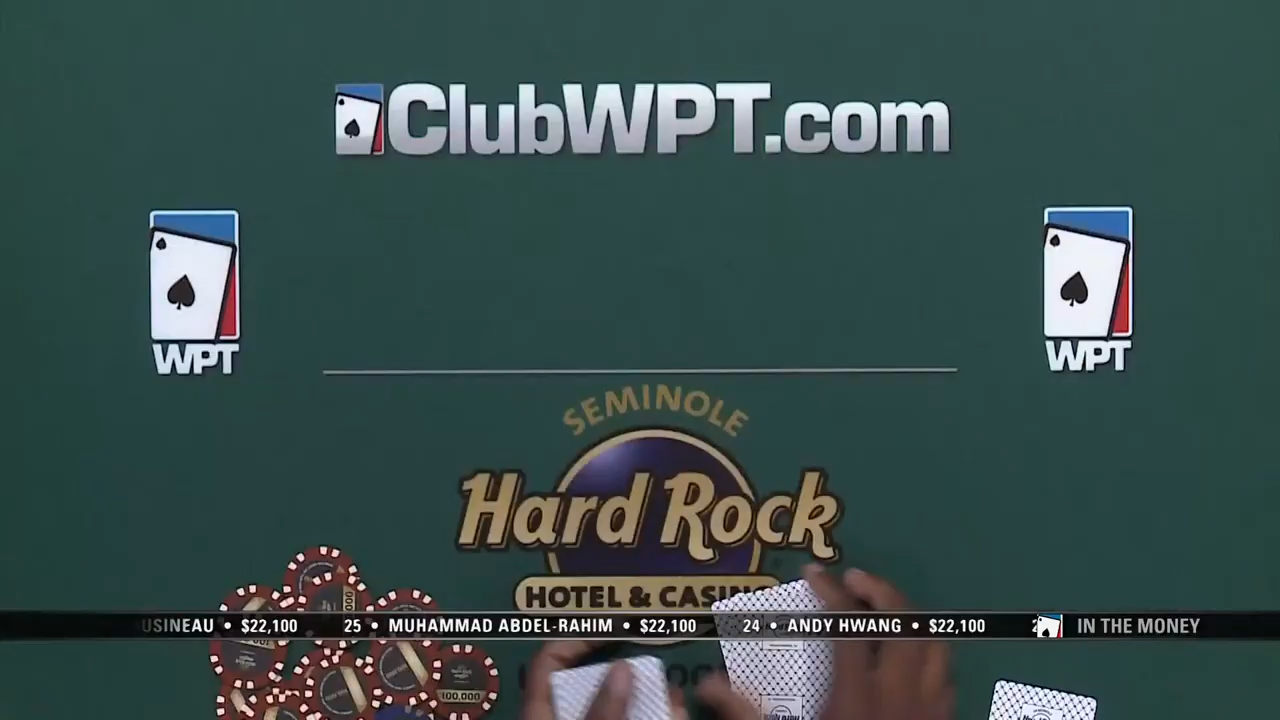 ClubWPT.com
WPT
WPT
SEMINOLE
Hard Rock
HOTEL & CASINO
USINEAU • $22,100 25 • MUHAMMAD ABDEL-RAHIM • $22,100 24 • ANDY HWANG • $22,100 IN THE MONEY
100,000